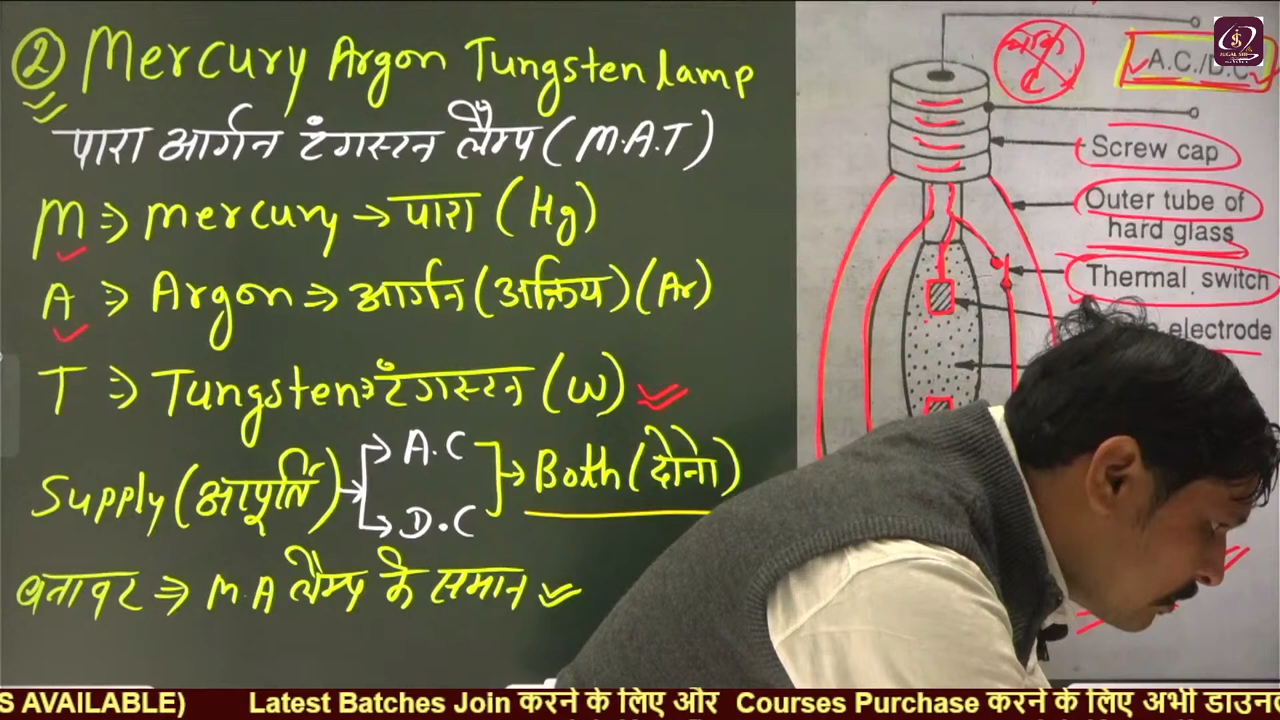 ② Mercury Argon Tungsten lamp
पारा आर्गन टंगस्टन लैम्प (M.A.T)
M ⇒ mercury → पारा (Hg)
A ⇒ Argon ⇒ आर्गन (अक्रिय) (Ar)
T ⇒ Tungsten ⇒ टंगस्टन (W)
Supply (आपूर्ति) → A.C
→ D.C
→ Both (दोनो)
बनावट ⇒ M.A लैम्प के समान
A.C./D.C.
Screw cap
Outer tube of
hard glass
Thermal switch
electrode
S AVAILABLE) Latest Batches Join करने के लिए और Courses Purchase करने के लिए अभी डाउनल